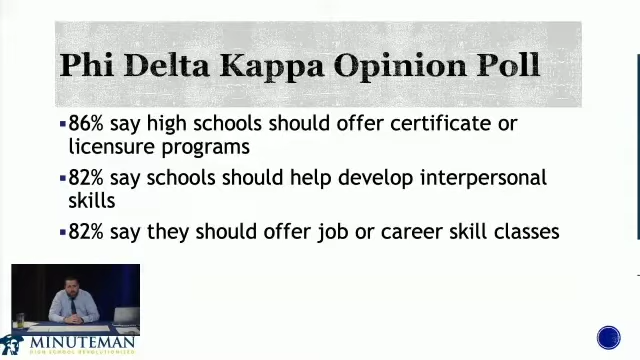 Phi Delta Kappa Opinion Poll
▪86% say high schools should offer certificate or
licensure programs
▪82% say schools should help develop interpersonal
skills
▪82% say they should offer job or career skill classes
MINUTEMAN
HIGH SCHOOL REVOLUTIONIZED